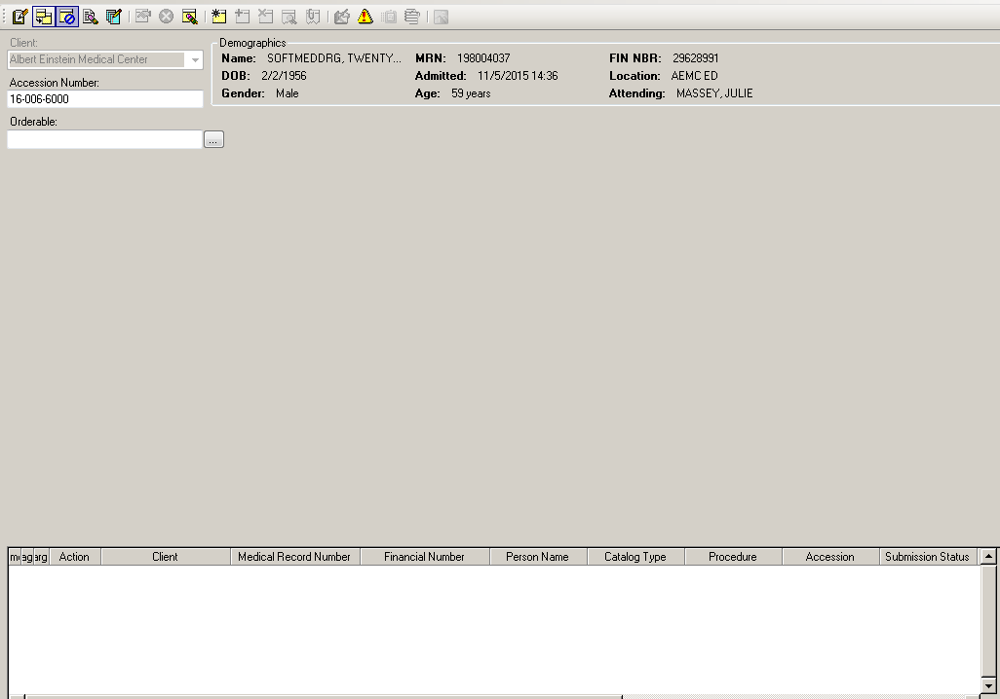 Client:
Albert Einstein Medical Center
Accession Number:
16-006-6000
Orderable:
...
Demographics
Name: SOFTMEDDRG, TWENTY... MRN: 198004037 FIN NBR: 29628991
DOB: 2/2/1956 Admitted: 11/5/2015 14:36 Location: AEMC ED
Gender: Male Age: 59 years Attending: MASSEY, JULIE
Action Client Medical Record Number Financial Number Person Name Catalog Type Procedure Accession Submission Status